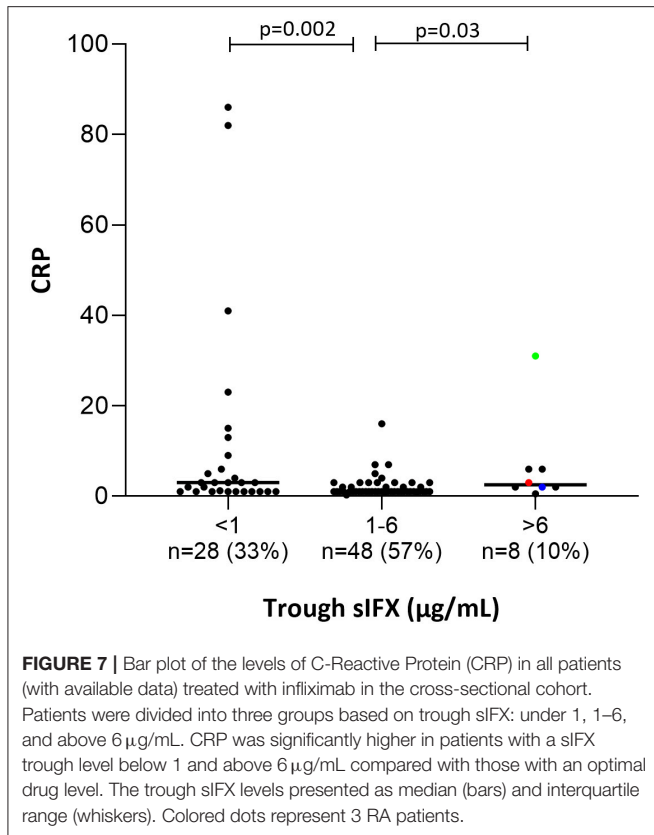 p=0.002 p=0.03
100
80
60
40
20
0
CRP
<1 1-6 >6
n=28 (33%) n=48 (57%) n=8 (10%)
Trough sIFX (μg/mL)
FIGURE 7 | Bar plot of the levels of C-Reactive Protein (CRP) in all patients
(with available data) treated with infliximab in the cross-sectional cohort.
Patients were divided into three groups based on trough sIFX: under 1, 1–6,
and above 6 μg/mL. CRP was significantly higher in patients with a sIFX
trough level below 1 and above 6 μg/mL compared with those with an optimal
drug level. The trough sIFX levels presented as median (bars) and interquartile
range (whiskers). Colored dots represent 3 RA patients.